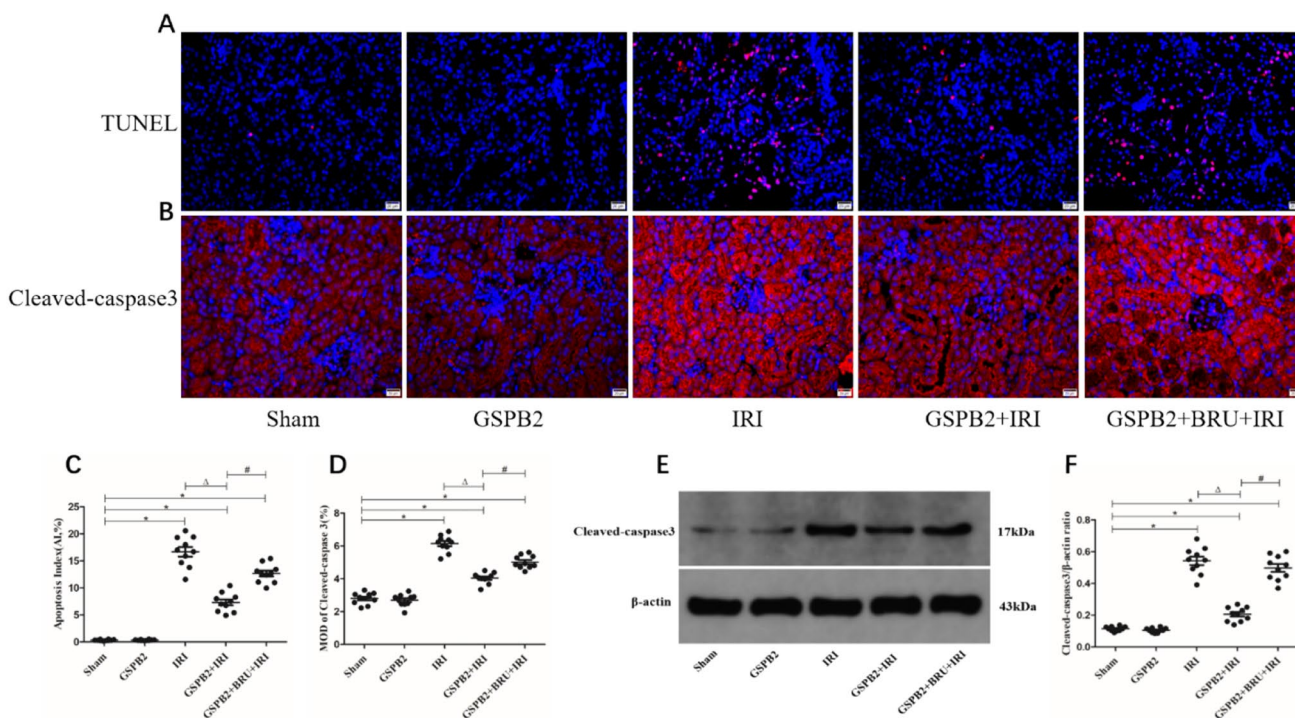 A
TUNEL
B
Cleaved-caspase3
Sham GSPB2 IRI GSPB2+IRI GSPB2+BRU+IRI
C
Apoptosis Index(AI,%)
25
20
15
10
5
0
* * * Δ #
Sham GSPB2 IRI GSPB2+IRI GSPB2+BRU+IRI
D
MOD of Cleaved-caspase 3(%)
8
6
4
2
0
* * * Δ #
Sham GSPB2 IRI GSPB2+IRI GSPB2+BRU+IRI
E
Cleaved-caspase3 17kDa
β-actin 43kDa
Sham GSPB2 IRI GSPB2+IRI GSPB2+BRU+IRI
F
Cleaved-caspase3/β-actin ratio
1.0
0.8
0.6
0.4
0.2
0.0
* * * Δ #
Sham GSPB2 IRI GSPB2+IRI GSPB2+BRU+IRI